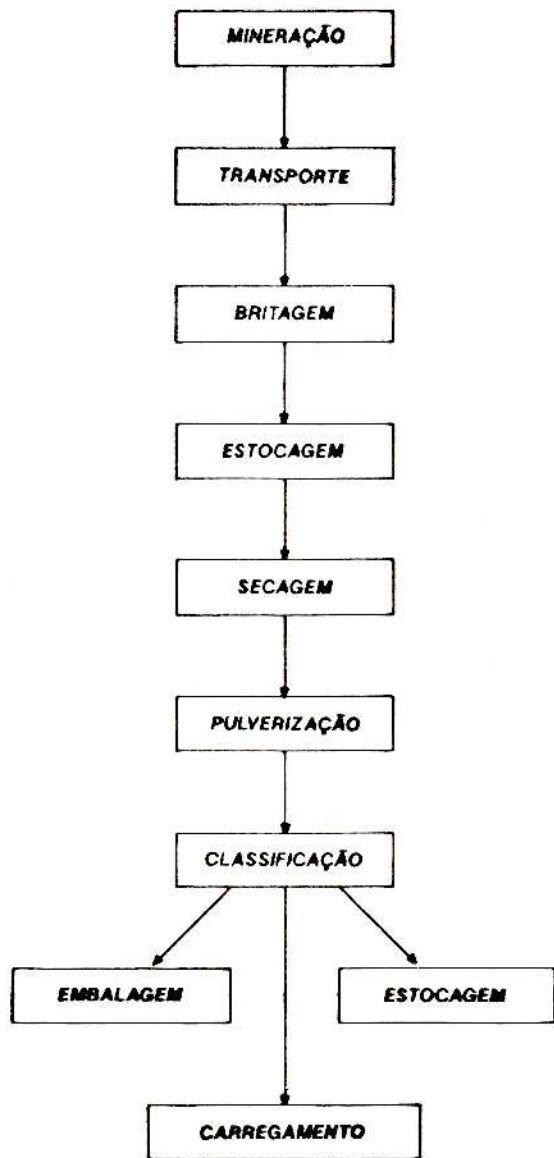 MINERAÇÃO
TRANSPORTE
BRITAGEM
ESTOCAGEM
SECAGEM
PULVERIZAÇÃO
CLASSIFICAÇÃO
EMBALAGEM
ESTOCAGEM
CARREGAMENTO